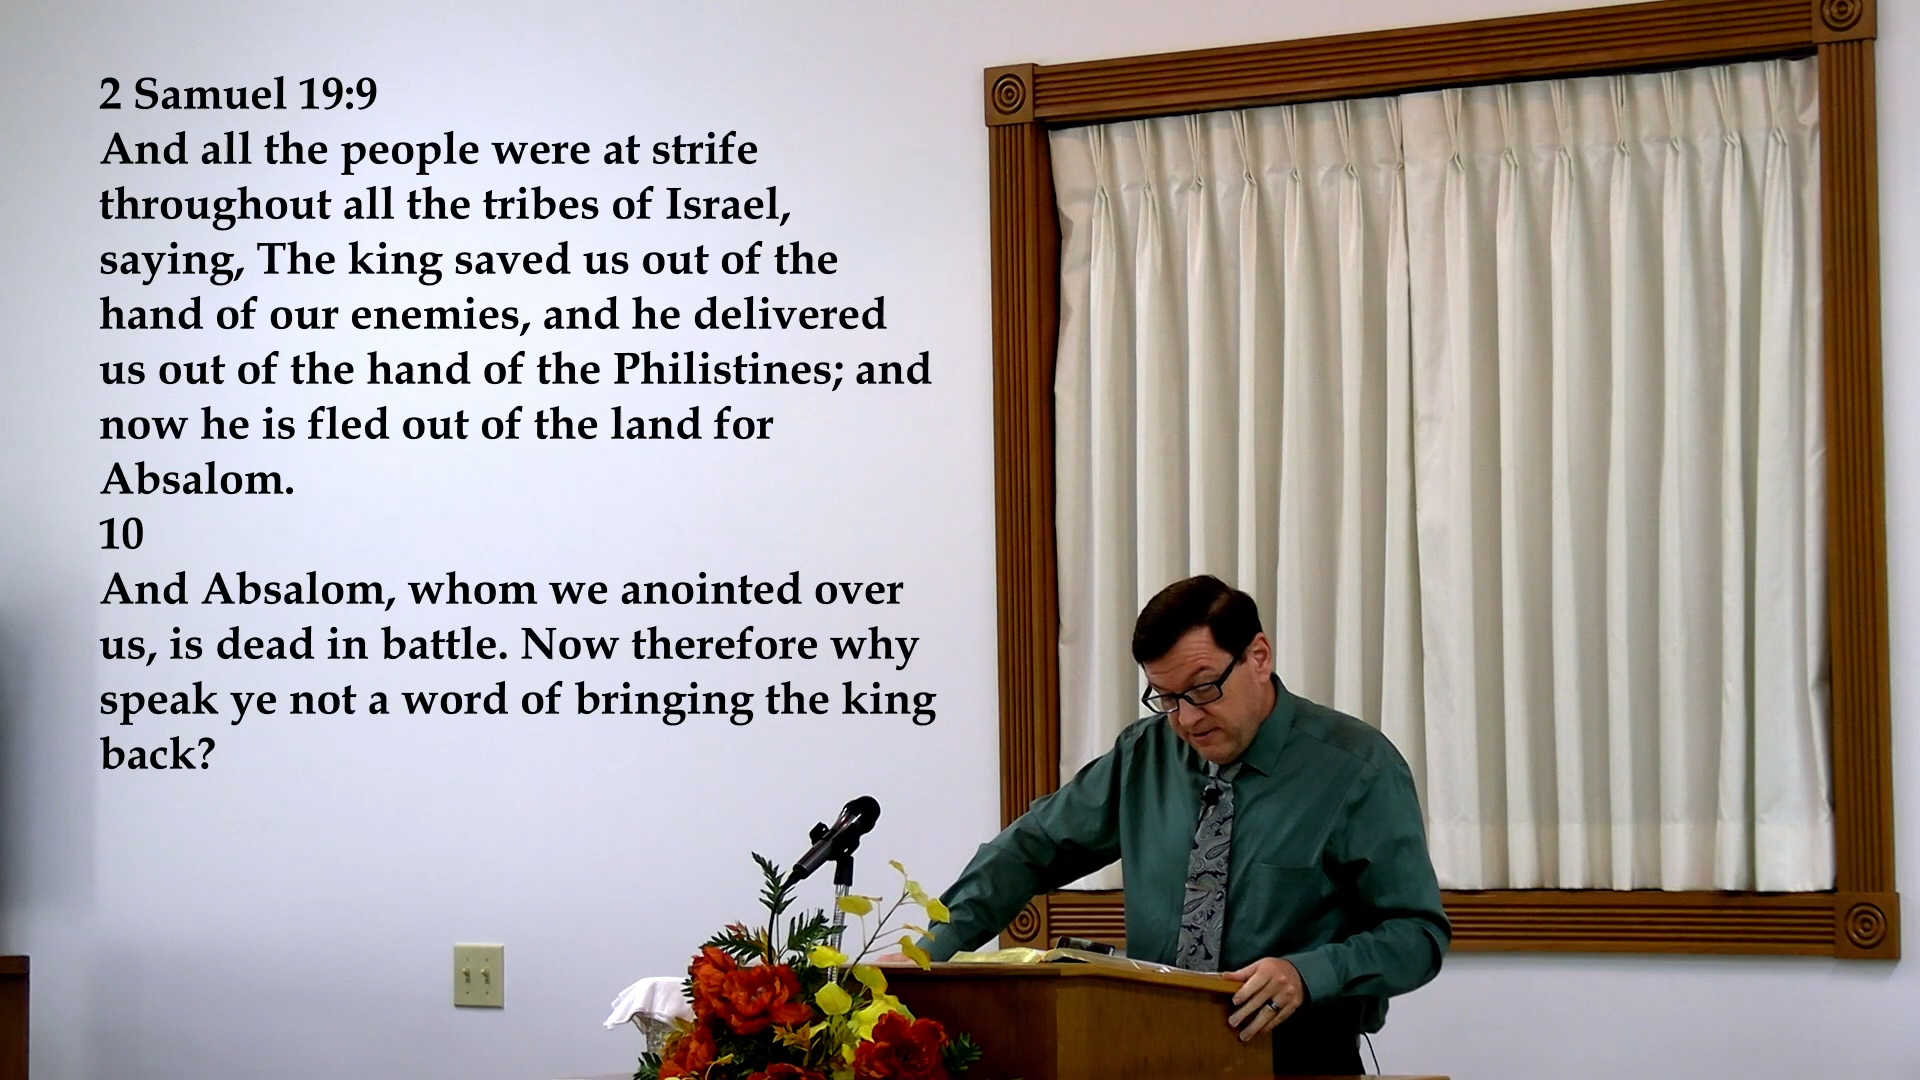 2 Samuel 19:9
And all the people were at strife
throughout all the tribes of Israel,
saying, The king saved us out of the
hand of our enemies, and he delivered
us out of the hand of the Philistines; and
now he is fled out of the land for
Absalom.
10
And Absalom, whom we anointed over
us, is dead in battle. Now therefore why
speak ye not a word of bringing the king
back?